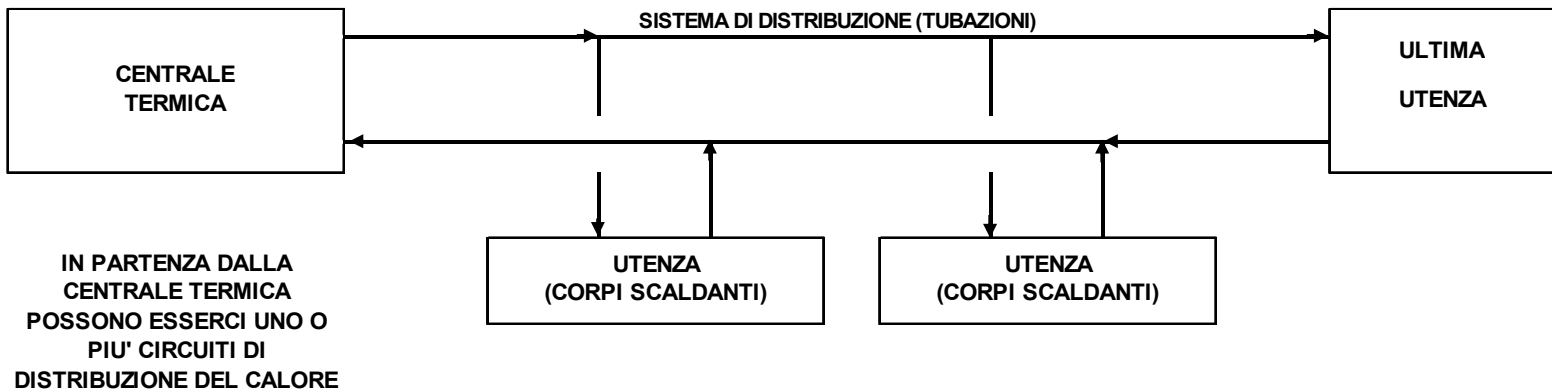 SISTEMA DI DISTRIBUZIONE (TUBAZIONI)
CENTRALE
TERMICA
ULTIMA
UTENZA
UTENZA
(CORPI SCALDANTI)
UTENZA
(CORPI SCALDANTI)
IN PARTENZA DALLA
CENTRALE TERMICA
POSSONO ESSERCI UNO O
PIU' CIRCUITI DI
DISTRIBUZIONE DEL CALORE